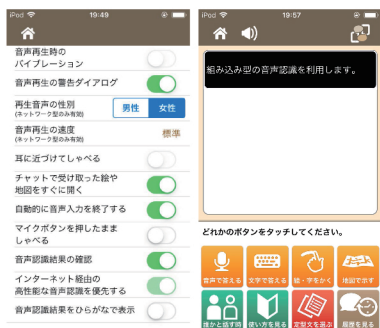 iPod 19:49
音声再生時の
バイブレーション
音声再生の警告ダイアログ
再生音声の性別
(ネットワーク型のみ有効)
男性 女性
音声再生の速度
(ネットワーク型のみ有効)
標準
耳に近づけてしゃべる
チャットで受け取った絵や
地図をすぐに開く
自動的に音声入力を終了する
マイクボタンを押したまま
しゃべる
音声認識結果の確認
インターネット経由の
高性能な音声認識を優先する
音声認識結果をひらがなで表示
iPod 19:57
組み込み型の音声認識を利用します。
どれかのボタンをタッチしてください。
音声で答える 文字で答える 絵・字をかく 地図で示す
誰かと話す時 使い方を見る 定型文を選ぶ 履歴を見る